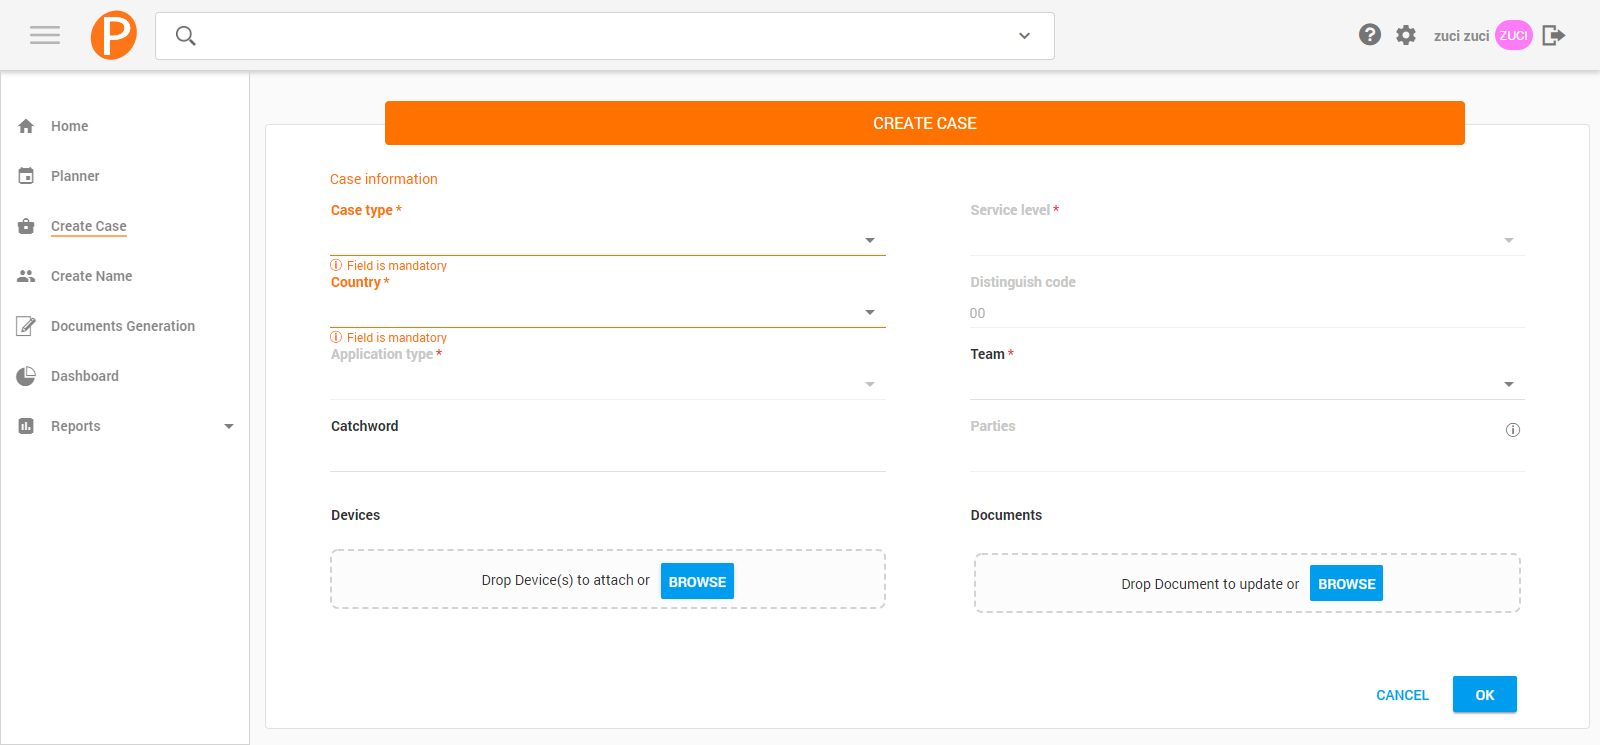 P
zuci zuci ZUCI
Home
Planner
Create Case
Create Name
Documents Generation
Dashboard
Reports
CREATE CASE
Case information
Case type *
Field is mandatory
Service level *
Country *
Field is mandatory
Distinguish code
00
Application type *
Team *
Catchword
Parties
Devices
Drop Device(s) to attach or BROWSE
Documents
Drop Document to update or BROWSE
CANCEL OK